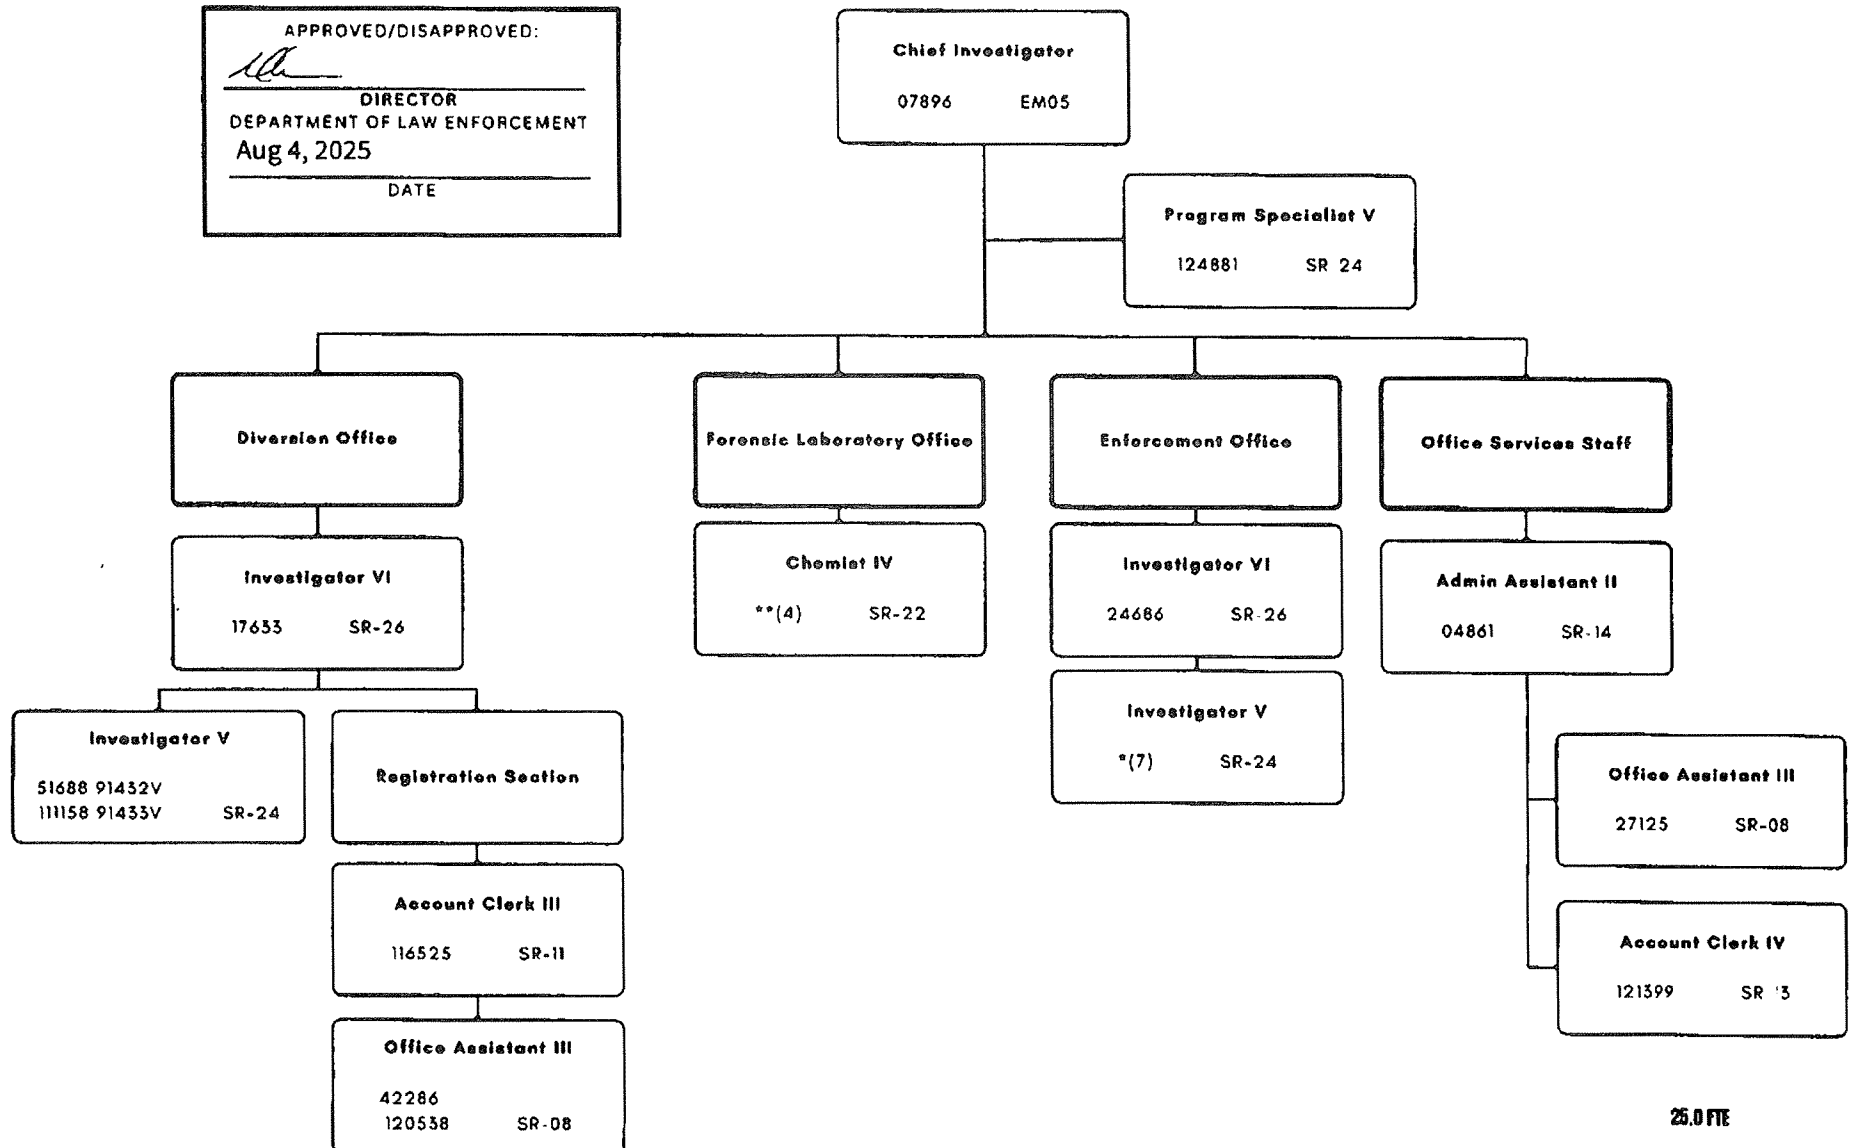 APPROVED/DISAPPROVED:
DIRECTOR
DEPARTMENT OF LAW ENFORCEMENT
Aug 4, 2025
DATE
Chief Investigator
07896 EM05
Program Specialist V
124881 SR 24
Diversion Office
Forensic Laboratory Office
Enforcement Office
Office Services Staff
Investigator VI
17633 SR-26
Chemist IV
**(4) SR-22
Investigator VI
24686 SR-26
Admin Assistant II
04861 SR-14
Investigator V
51688 91432V
111158 91433V SR-24
Registration Section
Investigator V
*(7) SR-24
Office Assistant III
27125 SR-08
Account Clerk III
116525 SR-11
Account Clerk IV
121399 SR
Office Assistant III
42286
120538 SR-08
25.0 FTE